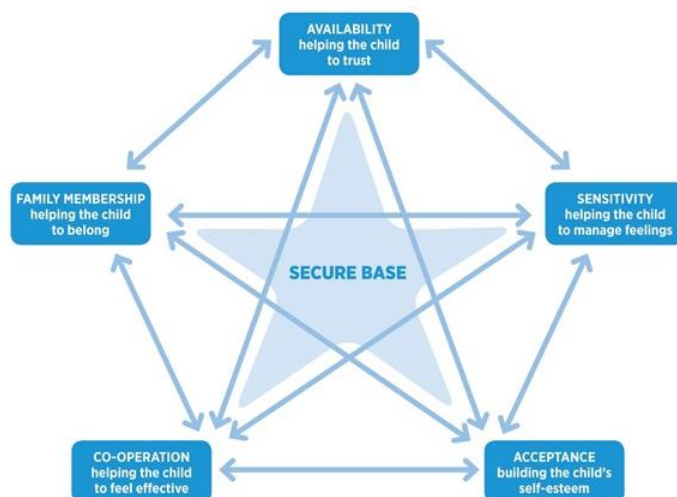 AVAILABILITY
helping the child
to trust
FAMILY MEMBERSHIP
helping the child
to belong
SENSITIVITY
helping the child
to manage feelings
SECURE BASE
CO-OPERATION
helping the child
to feel effective
ACCEPTANCE
building the child's
self-esteem